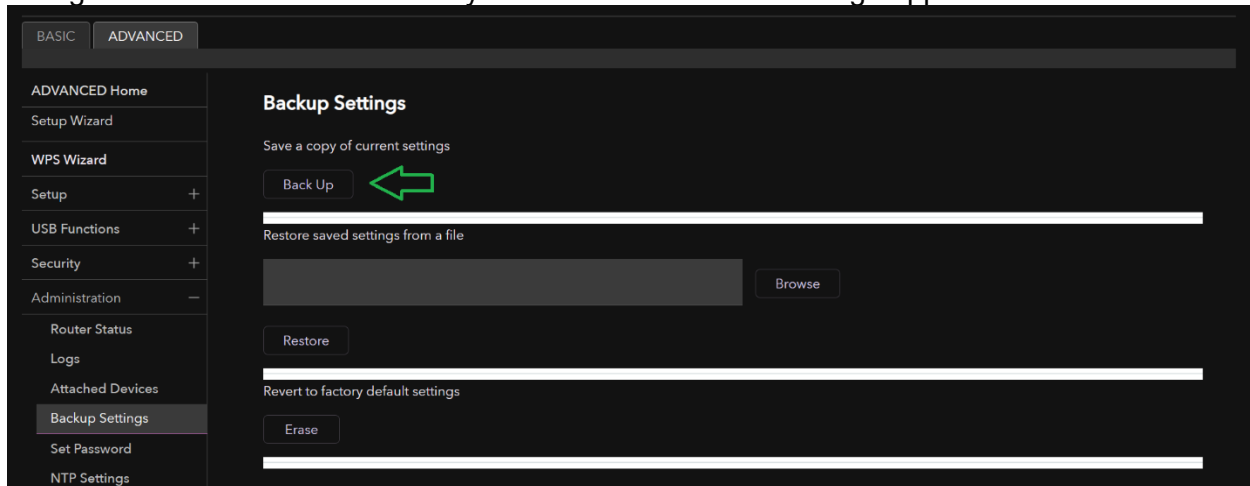 BASIC
ADVANCED
ADVANCED Home
Setup Wizard
WPS Wizard
Setup +
USB Functions +
Security +
Administration –
Router Status
Logs
Attached Devices
Backup Settings
Set Password
NTP Settings
Backup Settings
Save a copy of current settings
Back Up
Restore saved settings from a file
Browse
Restore
Revert to factory default settings
Erase